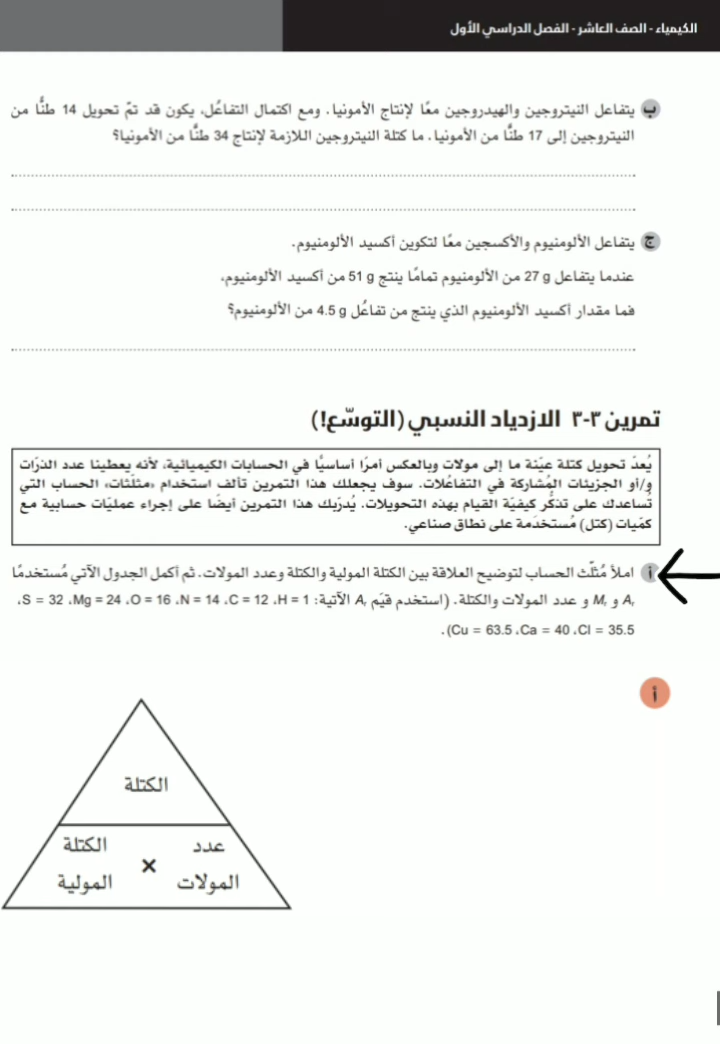 الكيمياء - الصف العاشر - الفصل الدراسي الأول
ب يتفاعل النيتروجين والهيدروجين معًا لإنتاج الأمونيا. ومع اكتمال التفاعُل، يكون قد تمّ تحويل 14 طنًّا من
النيتروجين إلى 17 طنًّا من الأمونيا. ما كتلة النيتروجين اللازمة لإنتاج 34 طنًّا من الأمونيا؟
ج يتفاعل الألومنيوم والأكسجين معًا لتكوين أكسيد الألومنيوم.
عندما يتفاعل 27 g من الألومنيوم تمامًا ينتج 51 g من أكسيد الألومنيوم،
فما مقدار أكسيد الألومنيوم الذي ينتج من تفاعُل 4.5 g من الألومنيوم؟
تمرين ٣-٣ الازدياد النسبي (التوسّع!)
يُعدّ تحويل كتلة عيّنة ما إلى مولات وبالعكس أمرًا أساسيًّا في الحسابات الكيميائية، لأنه يعطينا عدد الذرّات
و/أو الجزيئات المُشاركة في التفاعُلات. سوف يجعلك هذا التمرين تألف استخدام «مثلّثات» الحساب التي
تُساعدك على تذكُّر كيفيّة القيام بهذه التحويلات. يُدرّبك هذا التمرين أيضًا على إجراء عمليّات حسابية مع
كمّيات (كتل) مُستخدَمة على نطاق صناعي.
أ املأ مُثلّث الحساب لتوضيح العلاقة بين الكتلة المولية والكتلة وعدد المولات. ثم أكمل الجدول الآتي مُستخدمًا
Ar و Mr و عدد المولات والكتلة. (استخدم قيَم Ar الآتية: H = 1، C = 12، N = 14، O = 16، Mg = 24، S = 32،
Cl = 35.5، Ca = 40، Cu = 63.5).
أ
الكتلة
عدد الكتلة
×
المولات المولية